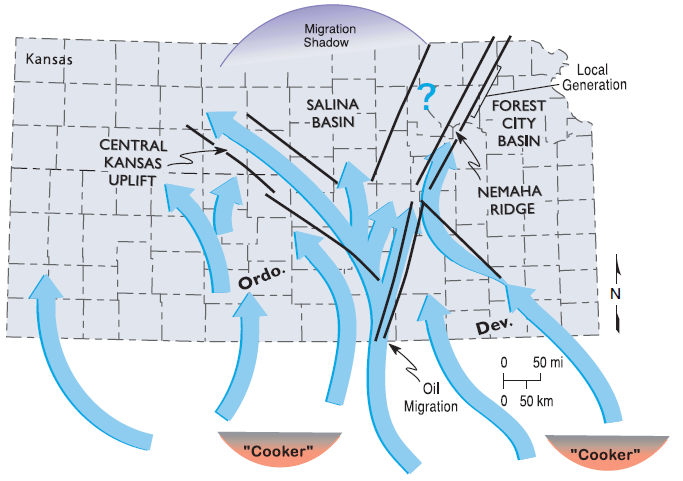 Migration
Shadow
Kansas
Local
Generation
?
SALINA
BASIN
FOREST
CITY
BASIN
CENTRAL
KANSAS
UPLIFT
NEMAHA
RIDGE
Ordo.
N
Dev.
0 50 mi
0 50 km
Oil
Migration
"Cooker"
"Cooker"